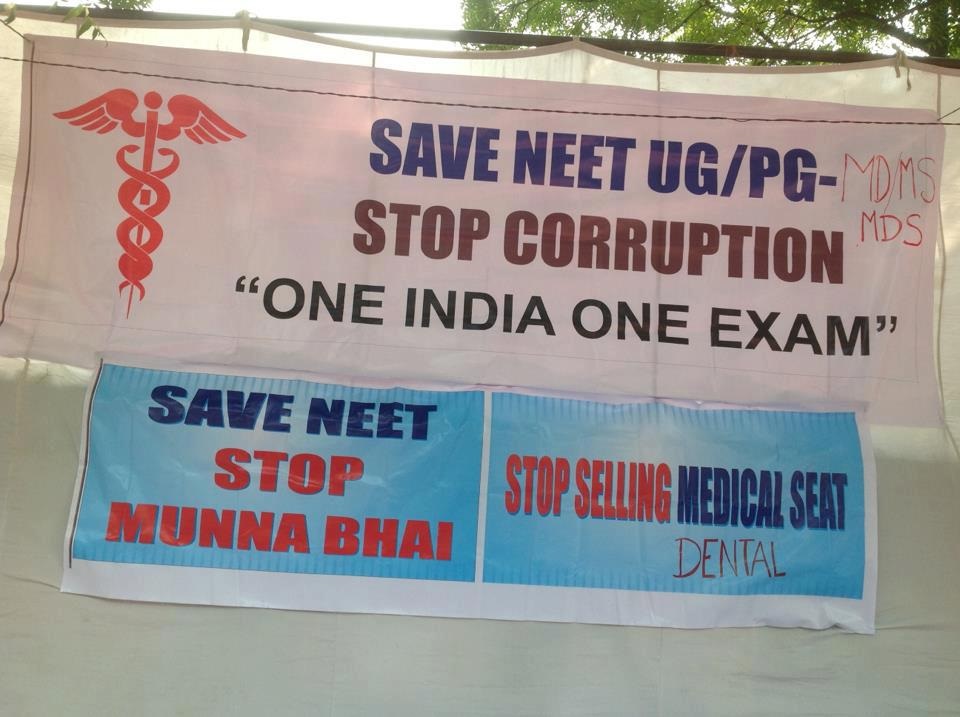 SAVE NEET UG/PG- MD/MS
MDS
STOP CORRUPTION
“ONE INDIA ONE EXAM”
SAVE NEET
STOP
MUNNA BHAI
STOP SELLING MEDICAL SEAT
DENTAL